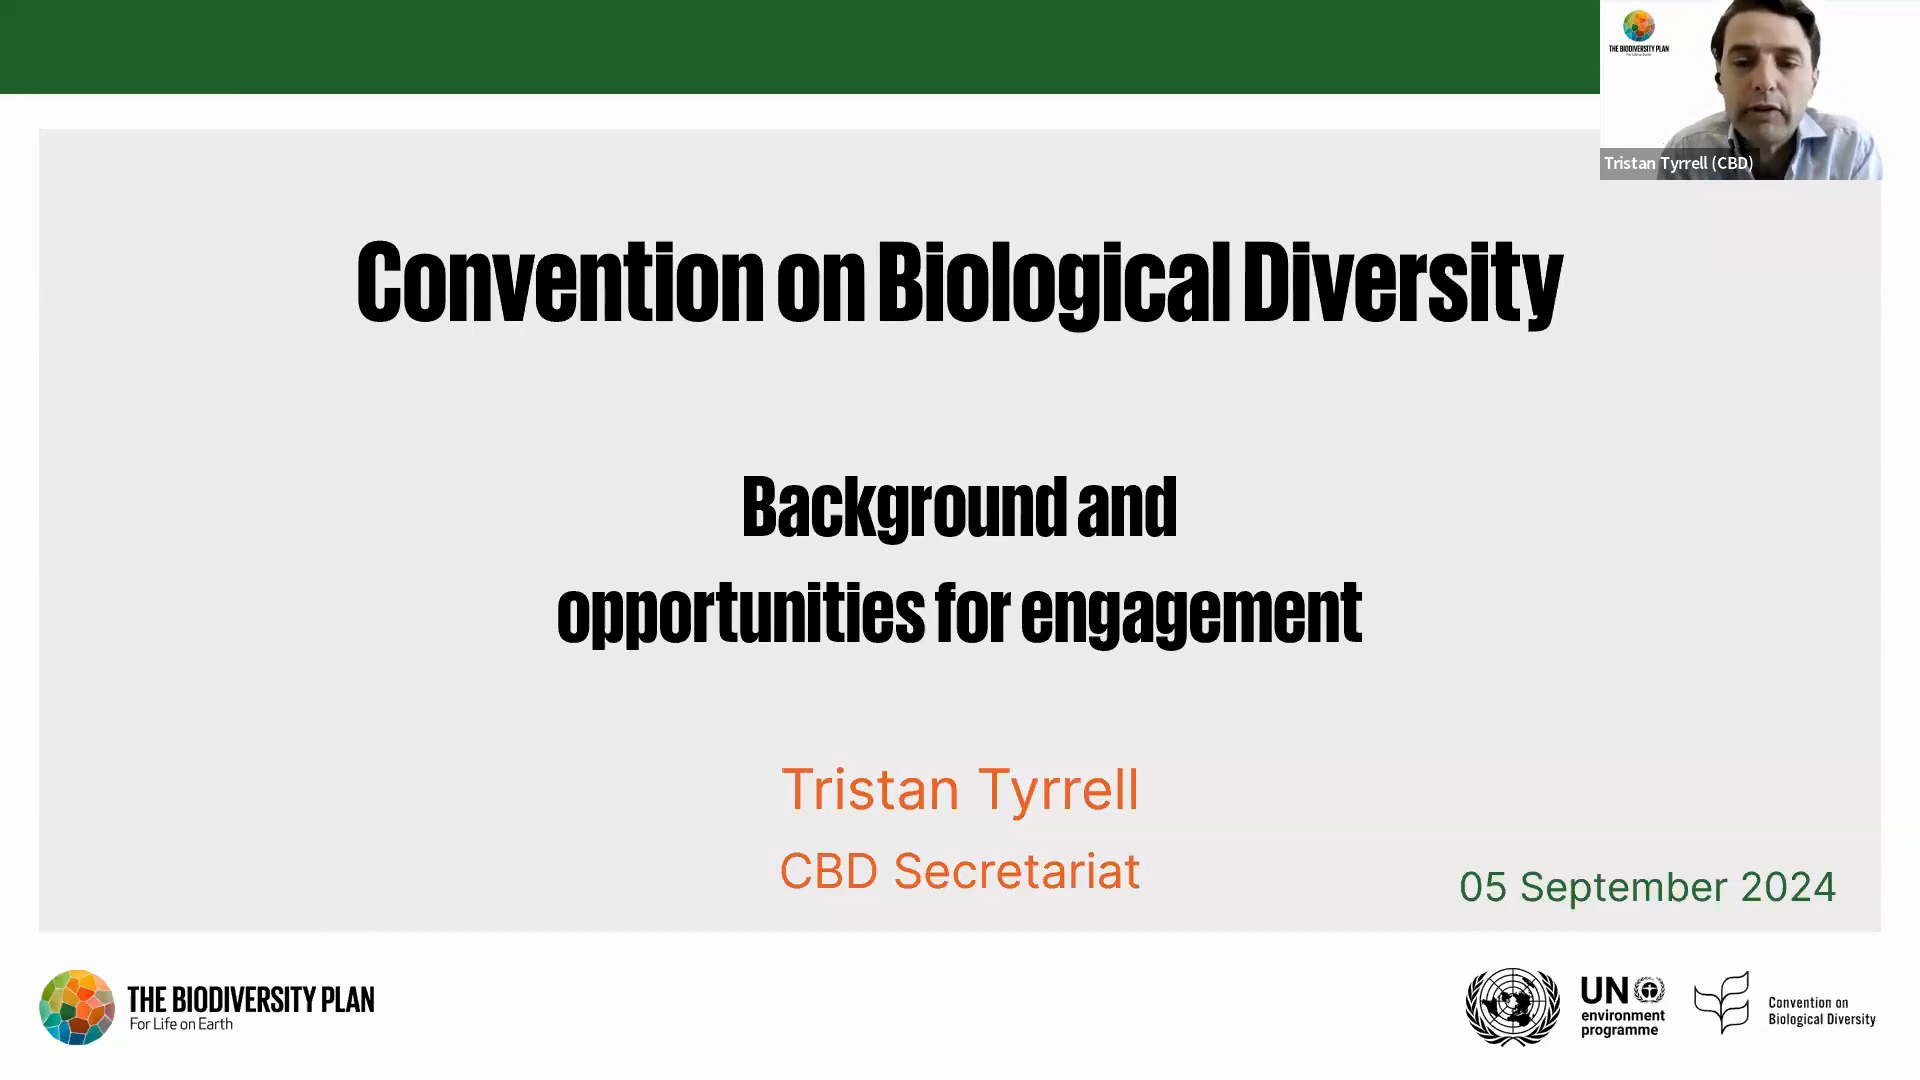 THE BIODIVERSITY PLAN
Tristan Tyrrell (CBD)
Convention on Biological Diversity
Background and
opportunities for engagement
Tristan Tyrrell
CBD Secretariat
05 September 2024
THE BIODIVERSITY PLAN
For Life on Earth
UN
environment
programme
Convention on
Biological Diversity